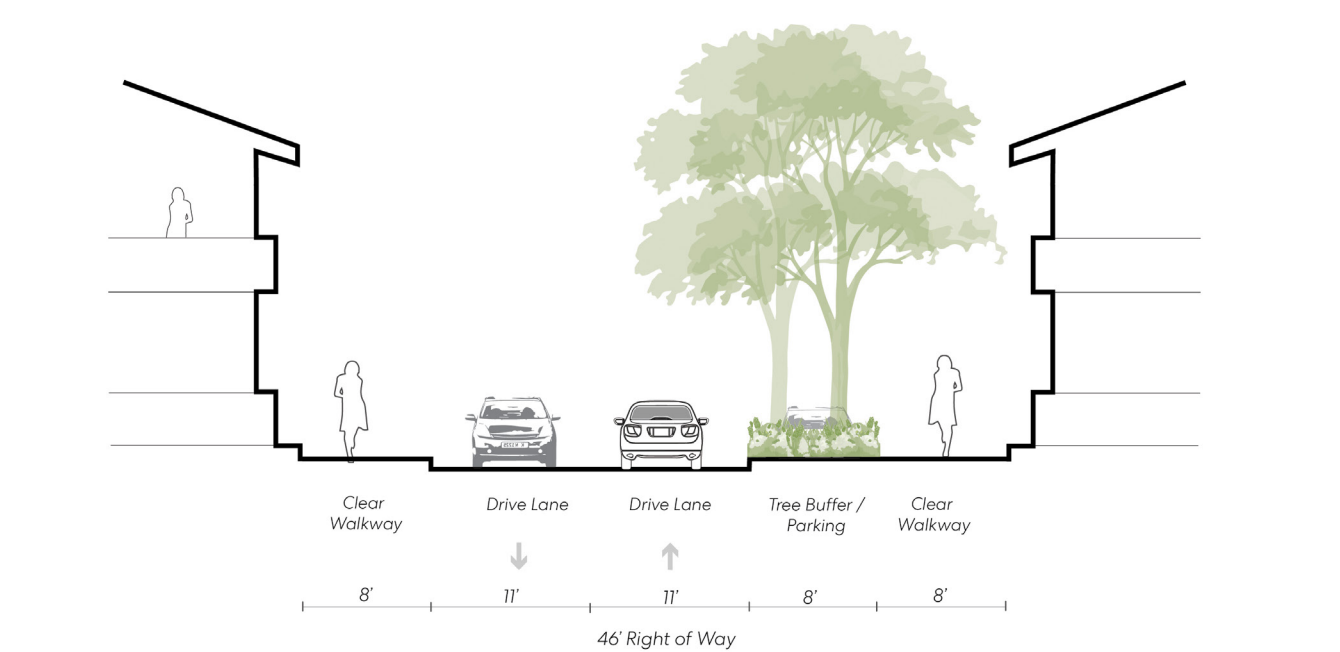 Clear
Walkway
Drive Lane
Drive Lane
Tree Buffer /
Parking
Clear
Walkway
8’
11’
11’
8’
8’
46’ Right of Way